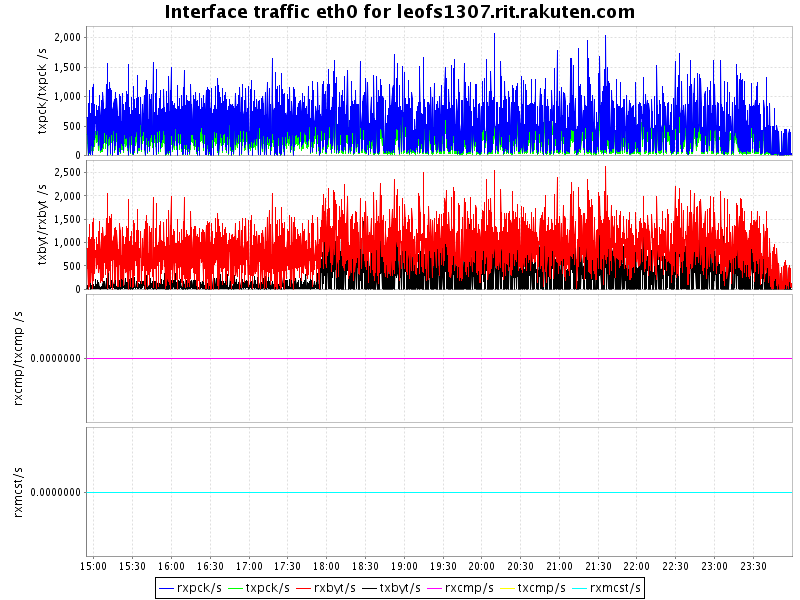 Interface traffic eth0 for leofs1307.rit.rakuten.com
txpck/txpck /s
2,000
1,500
1,000
500
0
txbyt/rxbyt /s
2,500
2,000
1,500
1,000
500
0
rxcmp/txcmp /s
0.0000000
rxmcst/s
0.0000000
15:00 15:30 16:00 16:30 17:00 17:30 18:00 18:30 19:00 19:30 20:00 20:30 21:00 21:30 22:00 22:30 23:00 23:30
rxpck/s txpck/s rxbyt/s txbyt/s rxcmp/s txcmp/s rxmcst/s